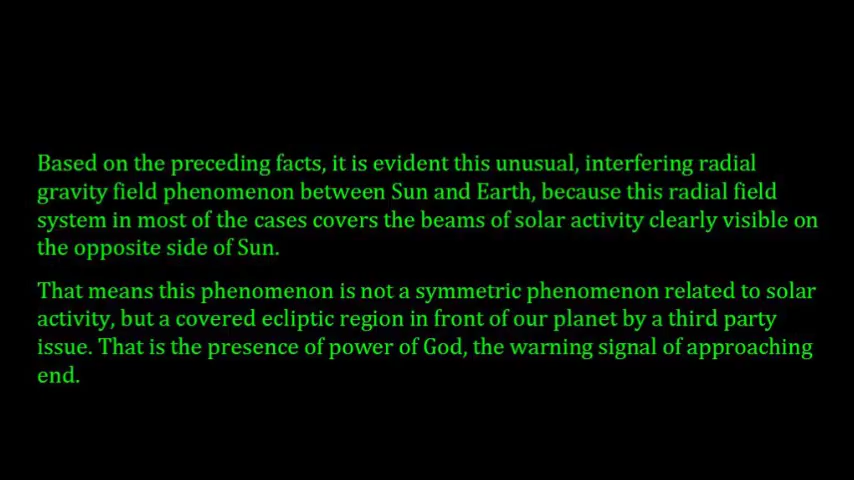 Based on the preceding facts, it is evident this unusual, interfering radial
gravity field phenomenon between Sun and Earth, because this radial field
system in most of the cases covers the beams of solar activity clearly visible on
the opposite side of Sun.
That means this phenomenon is not a symmetric phenomenon related to solar
activity, but a covered ecliptic region in front of our planet by a third party
issue. That is the presence of power of God, the warning signal of approaching
end.